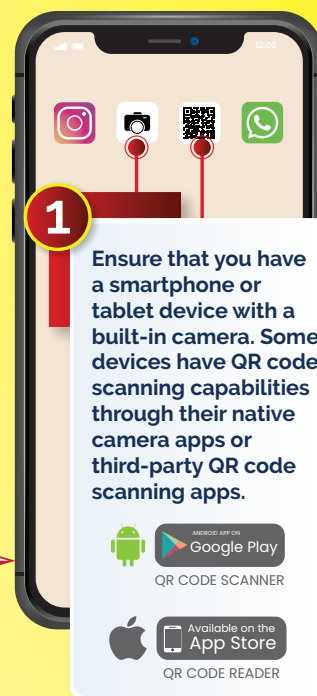 12:00
1
Ensure that you have
a smartphone or
tablet device with a
built-in camera. Some
devices have QR code
scanning capabilities
through their native
camera apps or
third-party QR code
scanning apps.
ANDROID APP ON
Google Play
QR CODE SCANNER
Available on the
App Store
QR CODE READER